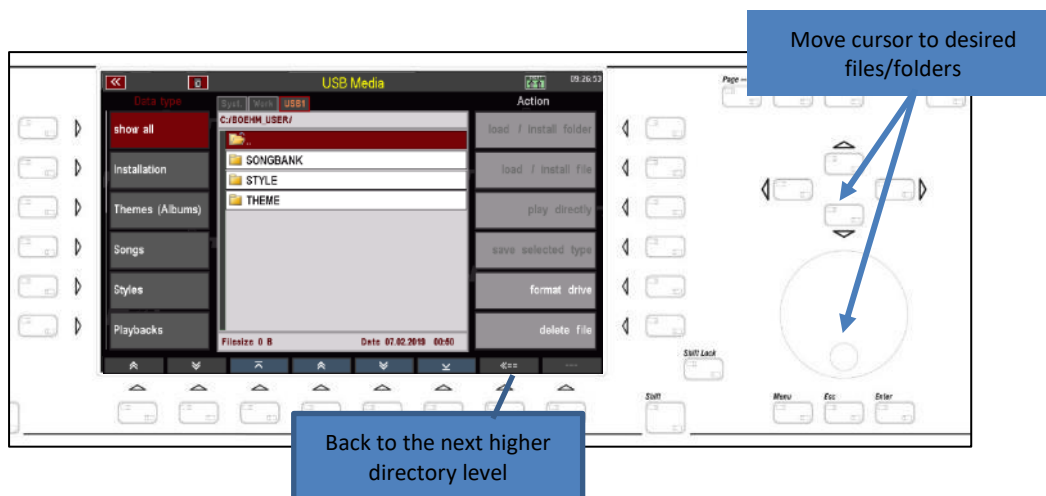 Move cursor to desired
files/folders
USB Media
09:26:53
Page
Data type
Syst. Work USB1
Action
C:/BOEHM_USER/
show all
..
load / install folder
SONGBANK
Installation
load / install file
STYLE
Themes (Albums)
THEME
play directly
Songs
save selected type
Styles
format drive
Playbacks
delete file
Filesize 0 B
Date 07.02.2019 00:50
<==
---
Shift Lock
Shift
Menu
Esc
Enter
Back to the next higher
directory level